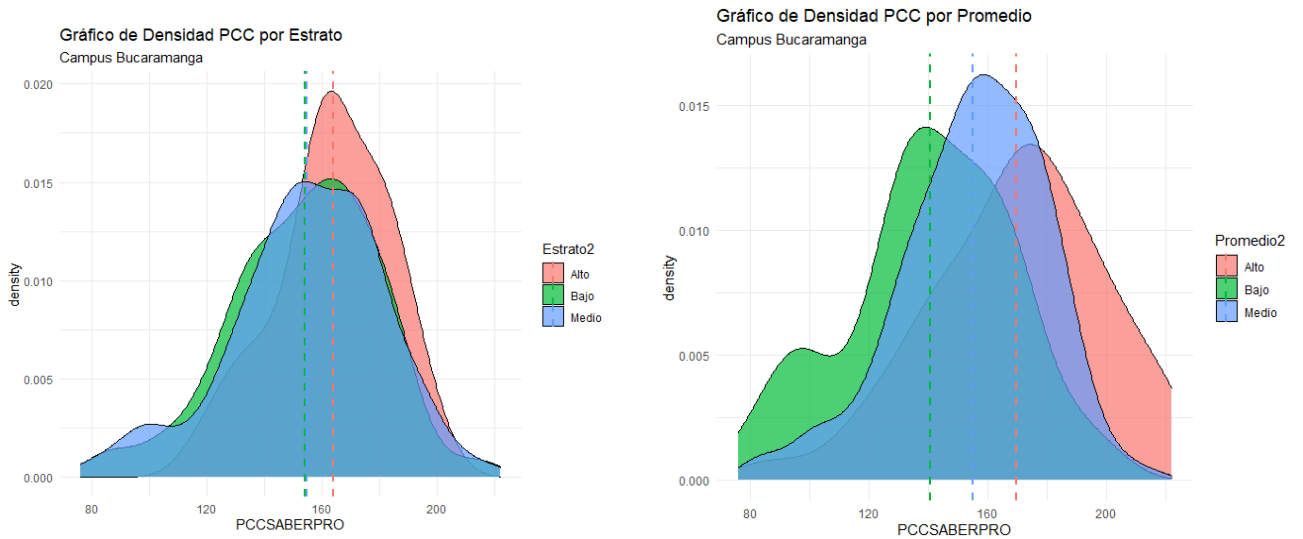 Gráfico de Densidad PCC por Estrato
Campus Bucaramanga
0.020
0.015
0.010
0.005
0.000
density
80
120
160
200
PCCSABERPRO
Estrato2
Alto
Bajo
Medio
Gráfico de Densidad PCC por Promedio
Campus Bucaramanga
0.015
0.010
0.005
0.000
density
80
120
160
200
PCCSABERPRO
Promedio2
Alto
Bajo
Medio